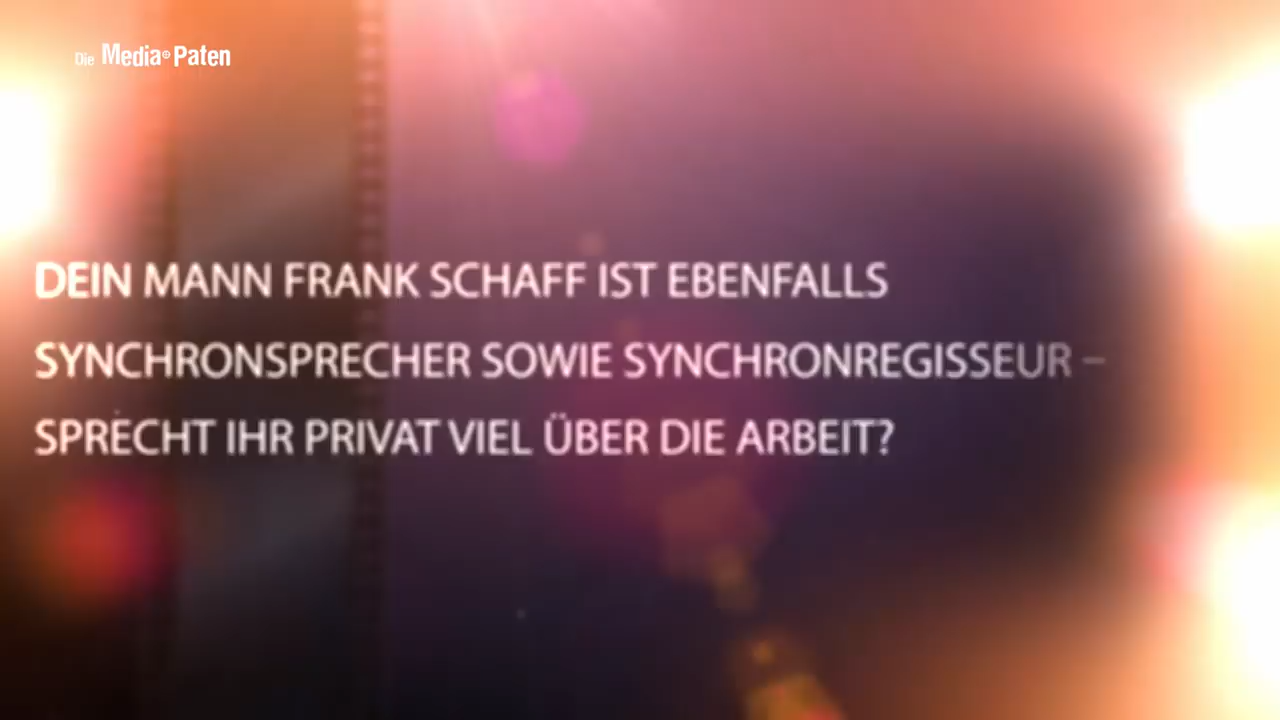 Die Media Paten
DEIN MANN FRANK SCHAFF IST EBENFALLS
SYNCHRONSPRECHER SOWIE SYNCHRONREGISSEUR –
SPRECHT IHR PRIVAT VIEL ÜBER DIE ARBEIT?